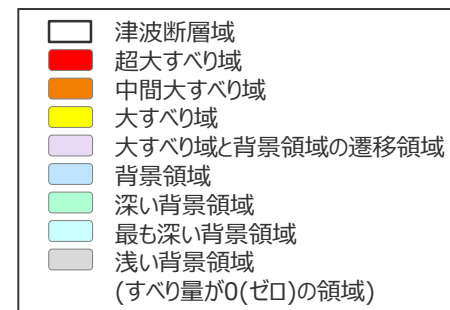 津波断層域
超大すべり域
中間大すべり域
大すべり域
大すべり域と背景領域の遷移領域
背景領域
深い背景領域
最も深い背景領域
浅い背景領域
(すべり量が0(ゼロ)の領域)